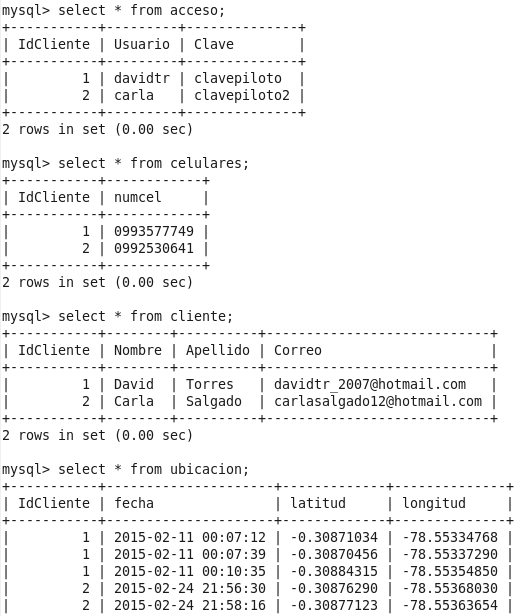 mysql> select * from acceso;
+-----------+---------+--------------+
| IdCliente | Usuario | Clave        |
+-----------+---------+--------------+
|         1 | davidtr | clavepiloto  |
|         2 | carla   | clavepiloto2 |
+-----------+---------+--------------+
2 rows in set (0.00 sec)

mysql> select * from celulares;
+-----------+------------+
| IdCliente | numcel     |
+-----------+------------+
|         1 | 0993577749 |
|         2 | 0992530641 |
+-----------+------------+
2 rows in set (0.00 sec)

mysql> select * from cliente;
+-----------+--------+----------+----------------------------+
| IdCliente | Nombre | Apellido | Correo                     |
+-----------+--------+----------+----------------------------+
|         1 | David  | Torres   | davidtr_2007@hotmail.com   |
|         2 | Carla  | Salgado  | carlasalgado12@hotmail.com |
+-----------+--------+----------+----------------------------+
2 rows in set (0.00 sec)

mysql> select * from ubicacion;
+-----------+---------------------+-------------+--------------+
| IdCliente | fecha               | latitud     | longitud     |
+-----------+---------------------+-------------+--------------+
|         1 | 2015-02-11 00:07:12 | -0.30871034 | -78.55334768 |
|         1 | 2015-02-11 00:07:39 | -0.30870456 | -78.55337290 |
|         1 | 2015-02-11 00:10:35 | -0.30884315 | -78.55354850 |
|         2 | 2015-02-24 21:56:30 | -0.30876290 | -78.55368030 |
|         2 | 2015-02-24 21:58:16 | -0.30877123 | -78.55363654 |